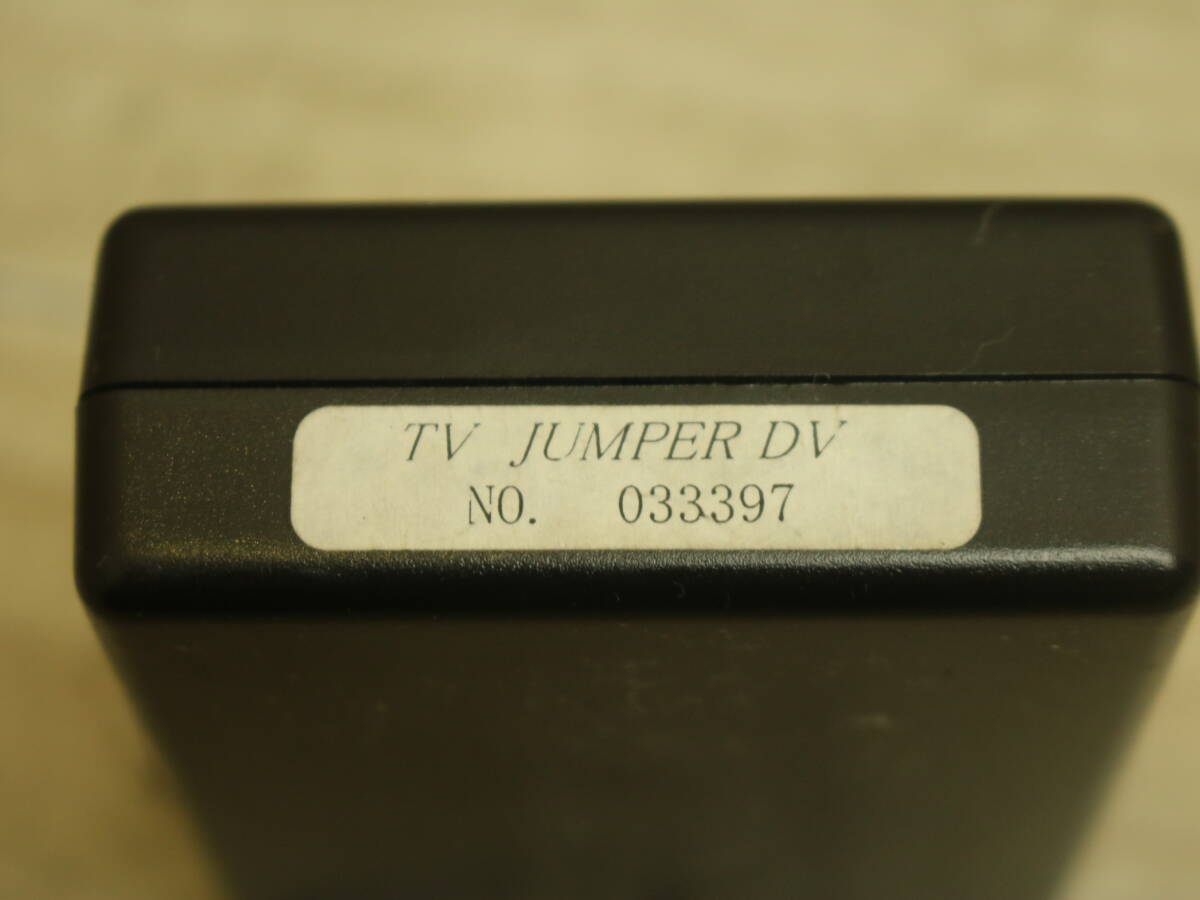 TV JUMPER DV
NO. 033397